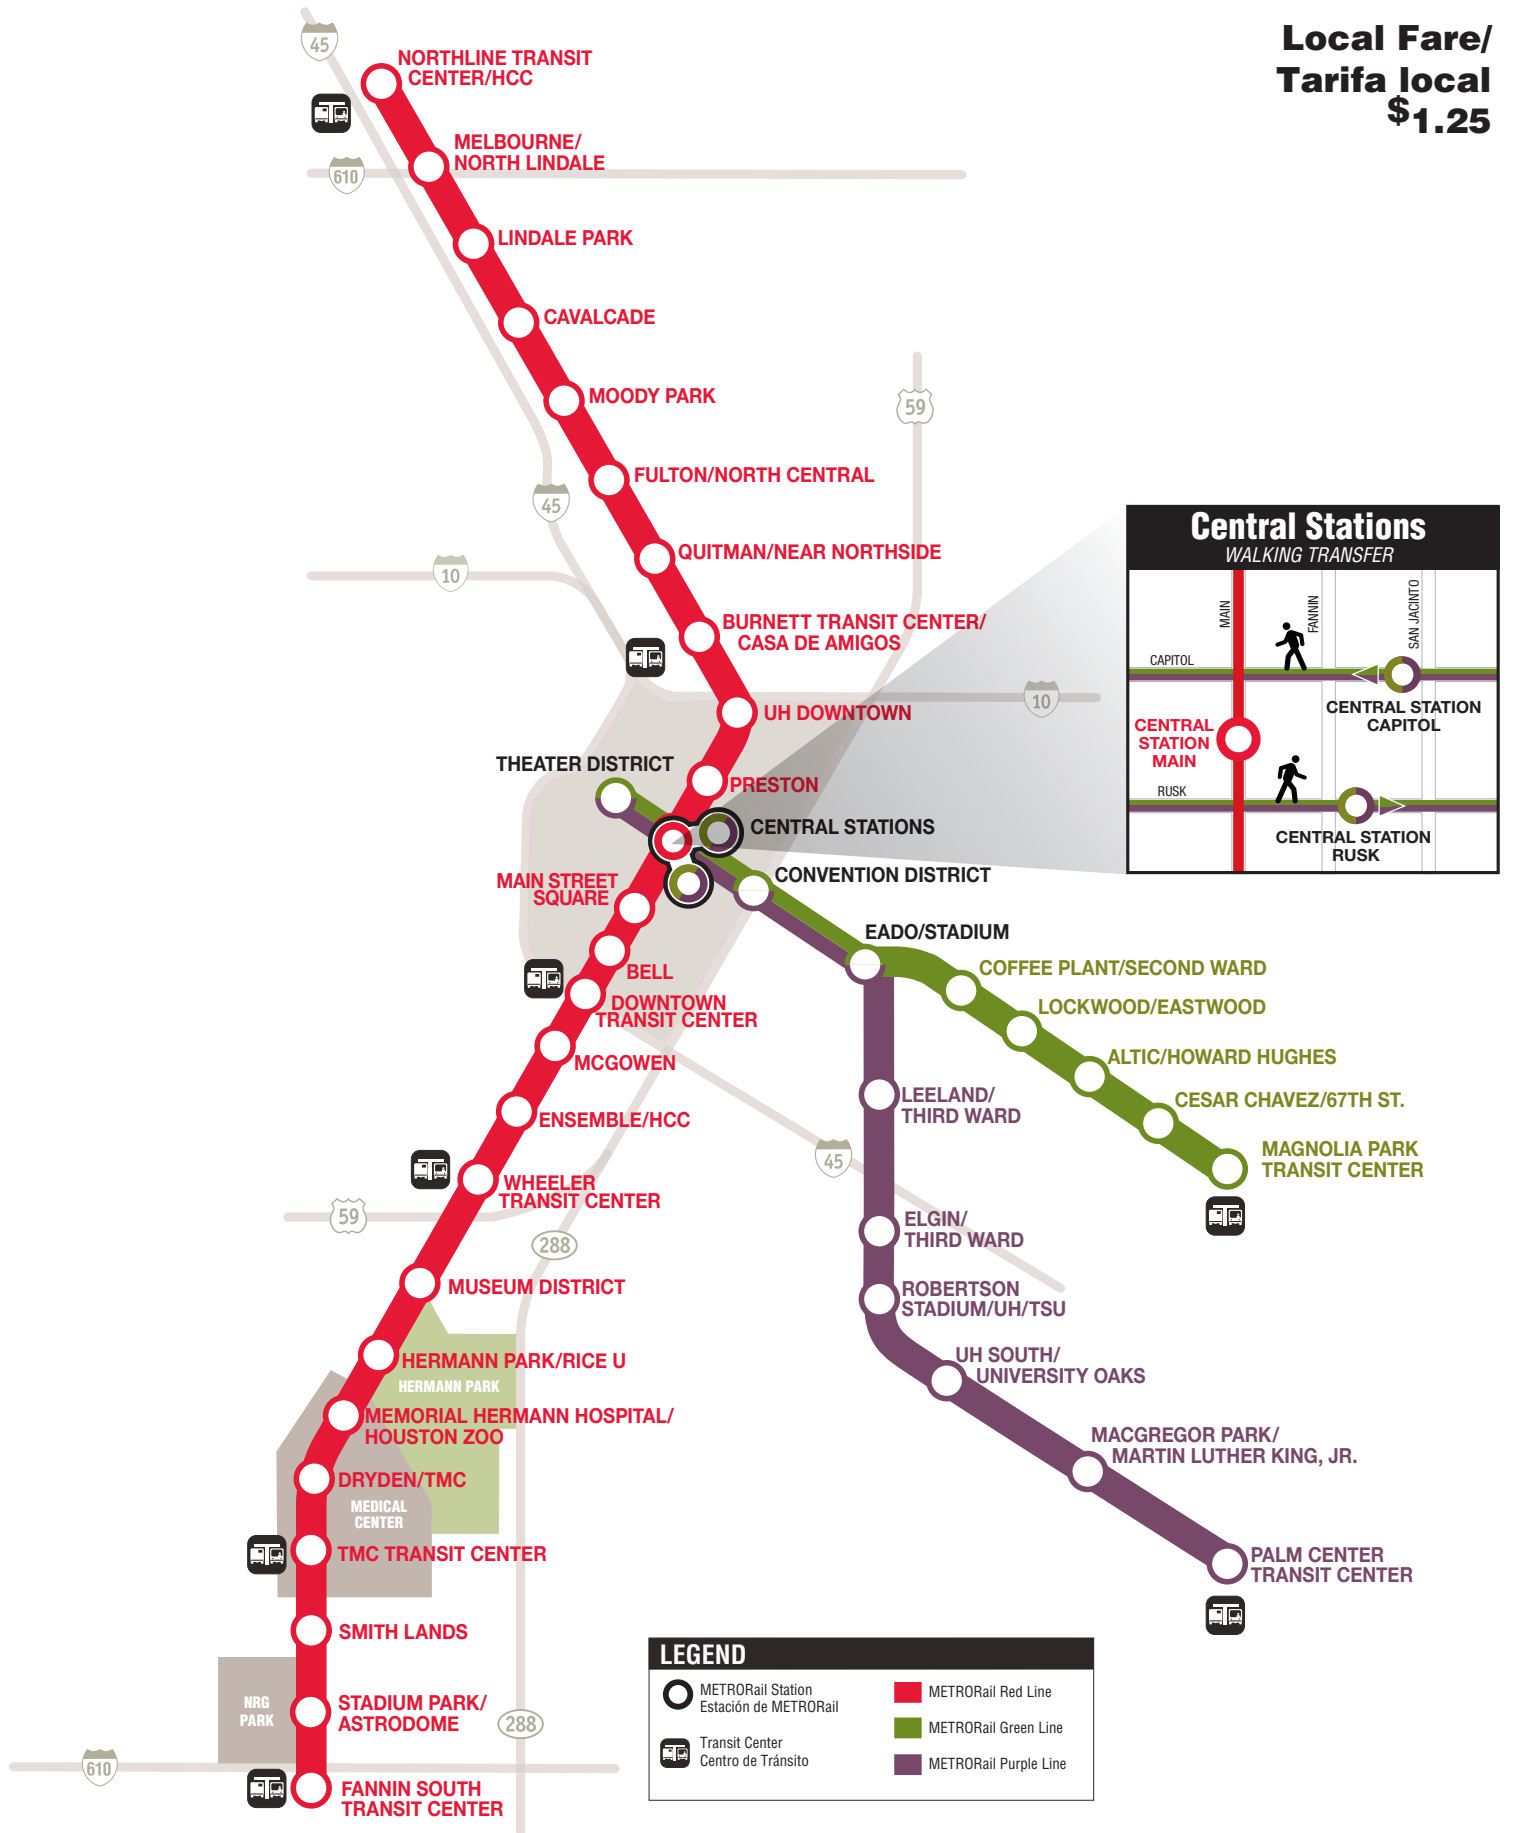 Local Fare/
Tarifa local
$1.25
45
NORTHLINE TRANSIT
CENTER/HCC
MELBOURNE/
NORTH LINDALE
610
LINDALE PARK
CAVALCADE
MOODY PARK
59
FULTON/NORTH CENTRAL
45
QUITMAN/NEAR NORTHSIDE
10
BURNETT TRANSIT CENTER/
CASA DE AMIGOS
10
UH DOWNTOWN
THEATER DISTRICT
PRESTON
CENTRAL STATIONS
CONVENTION DISTRICT
MAIN STREET
SQUARE
EADO/STADIUM
BELL
DOWNTOWN
TRANSIT CENTER
MCGOWEN
ENSEMBLE/HCC
WHEELER
TRANSIT CENTER
59
288
MUSEUM DISTRICT
HERMANN PARK/RICE U
HERMANN PARK
MEMORIAL HERMANN HOSPITAL/
HOUSTON ZOO
DRYDEN/TMC
MEDICAL
CENTER
TMC TRANSIT CENTER
SMITH LANDS
NRG
PARK
STADIUM PARK/
ASTRODOME
288
610
FANNIN SOUTH
TRANSIT CENTER
COFFEE PLANT/SECOND WARD
LOCKWOOD/EASTWOOD
ALTIC/HOWARD HUGHES
CESAR CHAVEZ/67TH ST.
MAGNOLIA PARK
TRANSIT CENTER
LEELAND/
THIRD WARD
45
ELGIN/
THIRD WARD
ROBERTSON
STADIUM/UH/TSU
UH SOUTH/
UNIVERSITY OAKS
MACGREGOR PARK/
MARTIN LUTHER KING, JR.
PALM CENTER
TRANSIT CENTER
Central Stations
WALKING TRANSFER
MAIN
FANNIN
SAN JACINTO
CAPITOL
CENTRAL STATION
CAPITOL
CENTRAL
STATION
MAIN
RUSK
CENTRAL STATION
RUSK
LEGEND
METRORail Station
Estación de METRORail
Transit Center
Centro de Tránsito
METRORail Red Line
METRORail Green Line
METRORail Purple Line